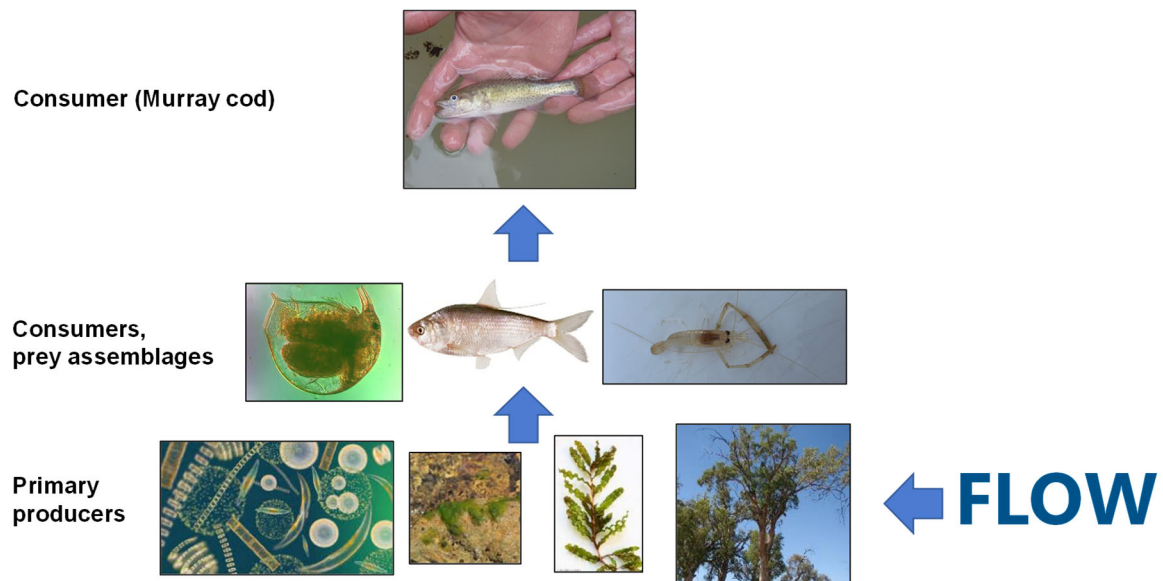 Consumer (Murray cod)
Consumers,
prey assemblages
Primary
producers
FLOW